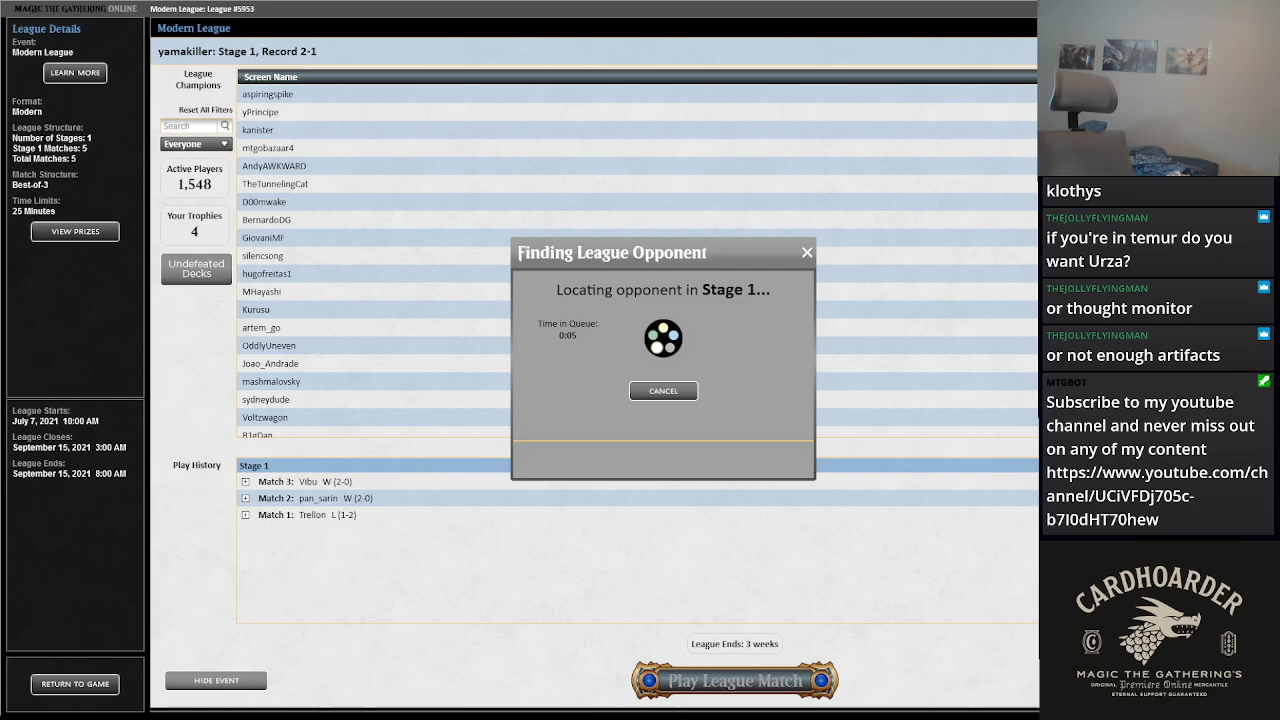 MAGIC THE GATHERING ONLINE
Modern League: League #5953
League Details
Event:
Modern League
LEARN MORE
Format:
Modern
League Structure:
Number of Stages: 1
Stage 1 Matches: 5
Total Matches: 5
Match Structure:
Best-of-3
Time Limits:
25 Minutes
VIEW PRIZES
League Starts:
July 7, 2021 10:00 AM
League Closes:
September 15, 2021 3:00 AM
League Ends:
September 15, 2021 8:00 AM
RETURN TO GAME
Modern League
yamakiller: Stage 1, Record 2-1
League
Champions
Reset All Filters
Search
Everyone
Active Players
1,548
Your Trophies
4
Undefeated
Decks
Screen Name
aspiringspike
yPrincipe
kanister
mtgobazaar4
AndyAWKWARD
TheTunnelingCat
D00mwake
BernardoDG
GiovaniMF
silencsong
hugofreitas1
MHayashi
Kurusu
artem_go
OddlyUneven
Joao_Andrade
mashmalovsky
sydneydude
Voltzwagon
B1gDan
Play History
Stage 1
Match 3: Vibu W (2-0)
Match 2: pan_sarin W (2-0)
Match 1: Trellon L (1-2)
League Ends: 3 weeks
HIDE EVENT
Play League Match
Finding League Opponent
Locating opponent in Stage 1...
Time in Queue:
0:05
CANCEL
klothys
THEJOLLYFLYINGMAN
if you're in temur do you
want Urza?
THEJOLLYFLYINGMAN
or thought monitor
THEJOLLYFLYINGMAN
or not enough artifacts
MTGBOT
Subscribe to my youtube
channel and never miss out
on any of my content
https://www.youtube.com/ch
annel/UCiVFDj705c-
b7I0dHT70hew
CARDHOARDER
MAGIC THE GATHERING'S
ORIGINAL Premiere Online MERCANTILE
ETERNAL SUPPORT GUARANTEED